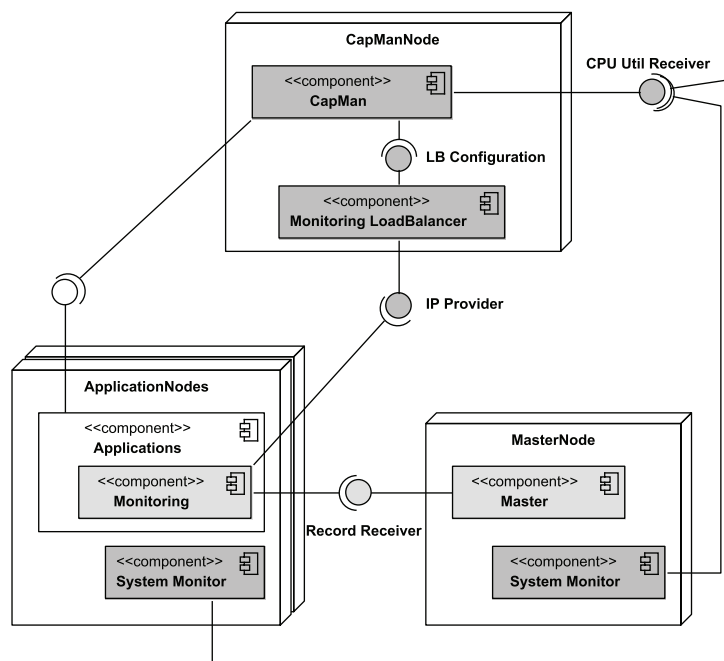 CapManNode
CPU Util Receiver
<<component>>
CapMan
LB Configuration
<<component>>
Monitoring LoadBalancer
IP Provider
ApplicationNodes
<<component>>
Applications
<<component>>
Monitoring
<<component>>
System Monitor
Record Receiver
MasterNode
<<component>>
Master
<<component>>
System Monitor